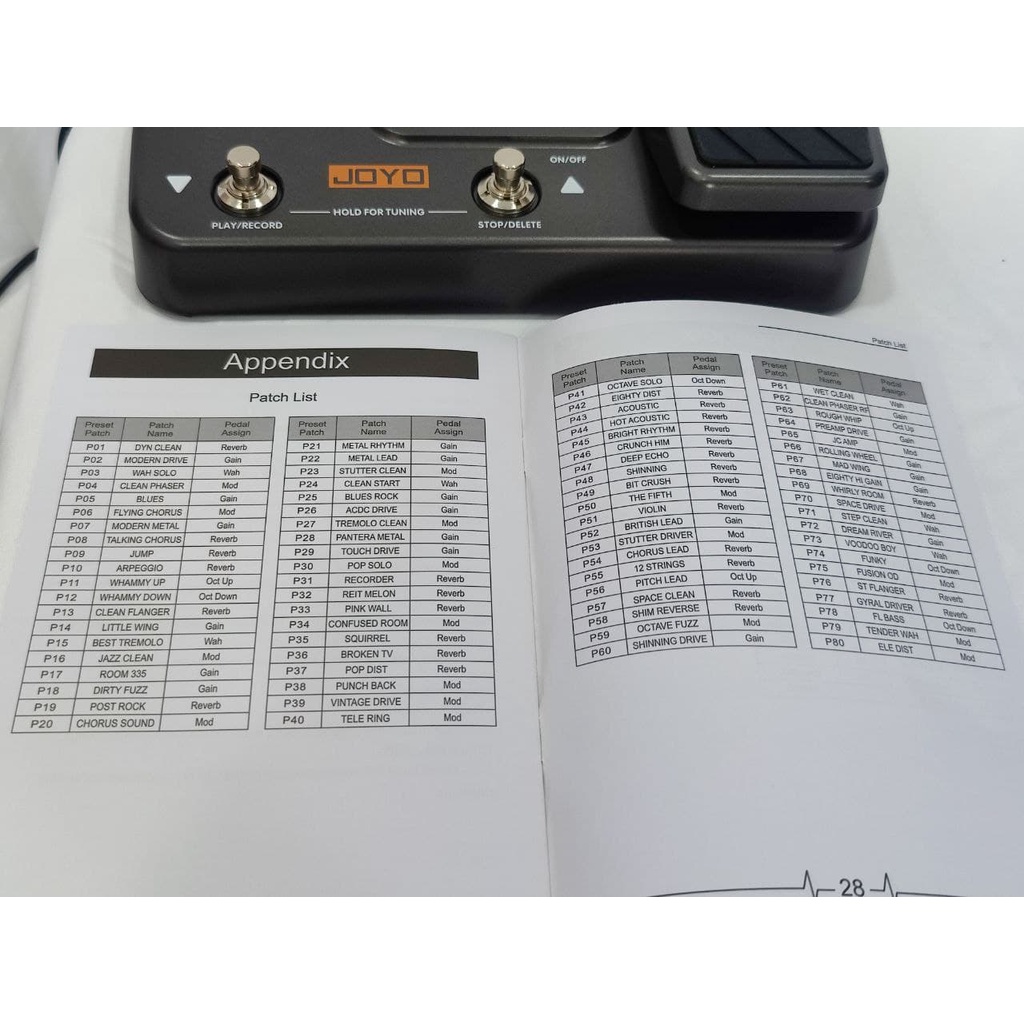 ON/OFF
JOYO
HOLD FOR TUNING
PLAY/RECORD
STOP/DELETE
Appendix
Patch List
Preset Patch Patch Name Pedal Assign
P01 DYN CLEAN Reverb
P02 MODERN DRIVE Gain
P03 WAH SOLO Wah
P04 CLEAN PHASER Mod
P05 BLUES Gain
P06 FLYING CHORUS Mod
P07 MODERN METAL Gain
P08 TALKING CHORUS Reverb
P09 JUMP Reverb
P10 ARPEGGIO Reverb
P11 WHAMMY UP Oct Up
P12 WHAMMY DOWN Oct Down
P13 CLEAN FLANGER Reverb
P14 LITTLE WING Gain
P15 BEST TREMOLO Wah
P16 JAZZ CLEAN Mod
P17 ROOM 335 Gain
P18 DIRTY FUZZ Gain
P19 POST ROCK Reverb
P20 CHORUS SOUND Mod
Preset Patch Patch Name Pedal Assign
P21 METAL RHYTHM Gain
P22 METAL LEAD Gain
P23 STUTTER CLEAN Mod
P24 CLEAN START Wah
P25 BLUES ROCK Gain
P26 ACDC DRIVE Gain
P27 TREMOLO CLEAN Mod
P28 PANTERA METAL Gain
P29 TOUCH DRIVE Gain
P30 POP SOLO Mod
P31 RECORDER Reverb
P32 REIT MELON Reverb
P33 PINK WALL Reverb
P34 CONFUSED ROOM Mod
P35 SQUIRREL Reverb
P36 BROKEN TV Reverb
P37 POP DIST Reverb
P38 PUNCH BACK Mod
P39 VINTAGE DRIVE Mod
P40 TELE RING Mod
Patch List
Preset Patch Patch Name Pedal Assign
P41 OCTAVE SOLO Oct Down
P42 EIGHTY DIST Reverb
P43 ACOUSTIC Reverb
P44 HOT ACOUSTIC Reverb
P45 BRIGHT RHYTHM Reverb
P46 CRUNCH HIM Reverb
P47 DEEP ECHO Reverb
P48 SHINNING Reverb
P49 BIT CRUSH Reverb
P50 THE FIFTH Mod
P51 VIOLIN Reverb
P52 BRITISH LEAD Gain
P53 STUTTER DRIVER Mod
P54 CHORUS LEAD Reverb
P55 12 STRINGS Reverb
P56 PITCH LEAD Oct Up
P57 SPACE CLEAN Reverb
P58 SHIM REVERSE Reverb
P59 OCTAVE FUZZ Mod
P60 SHINNING DRIVE Gain
Preset Patch Patch Name Pedal Assign
P61 WET CLEAN Wah
P62 CLEAN PHASER RF Gain
P63 ROUGH WHIP Oct Up
P64 PREAMP DRIVE Gain
P65 JC AMP Mod
P66 ROLLING WHEEL Gain
P67 MAD WING Gain
P68 EIGHTY HI GAIN Gain
P69 WHIRLY ROOM Reverb
P70 SPACE DRIVE Mod
P71 STEP CLEAN Wah
P72 DREAM RIVER Gain
P73 VOODOO BOY Wah
P74 FUNKY Oct Down
P75 FUSION OD Mod
P76 ST FLANGER Reverb
P77 GYRAL DRIVER Reverb
P78 FL BASS Oct Down
P79 TENDER WAH Mod
P80 ELE DIST Mod
28